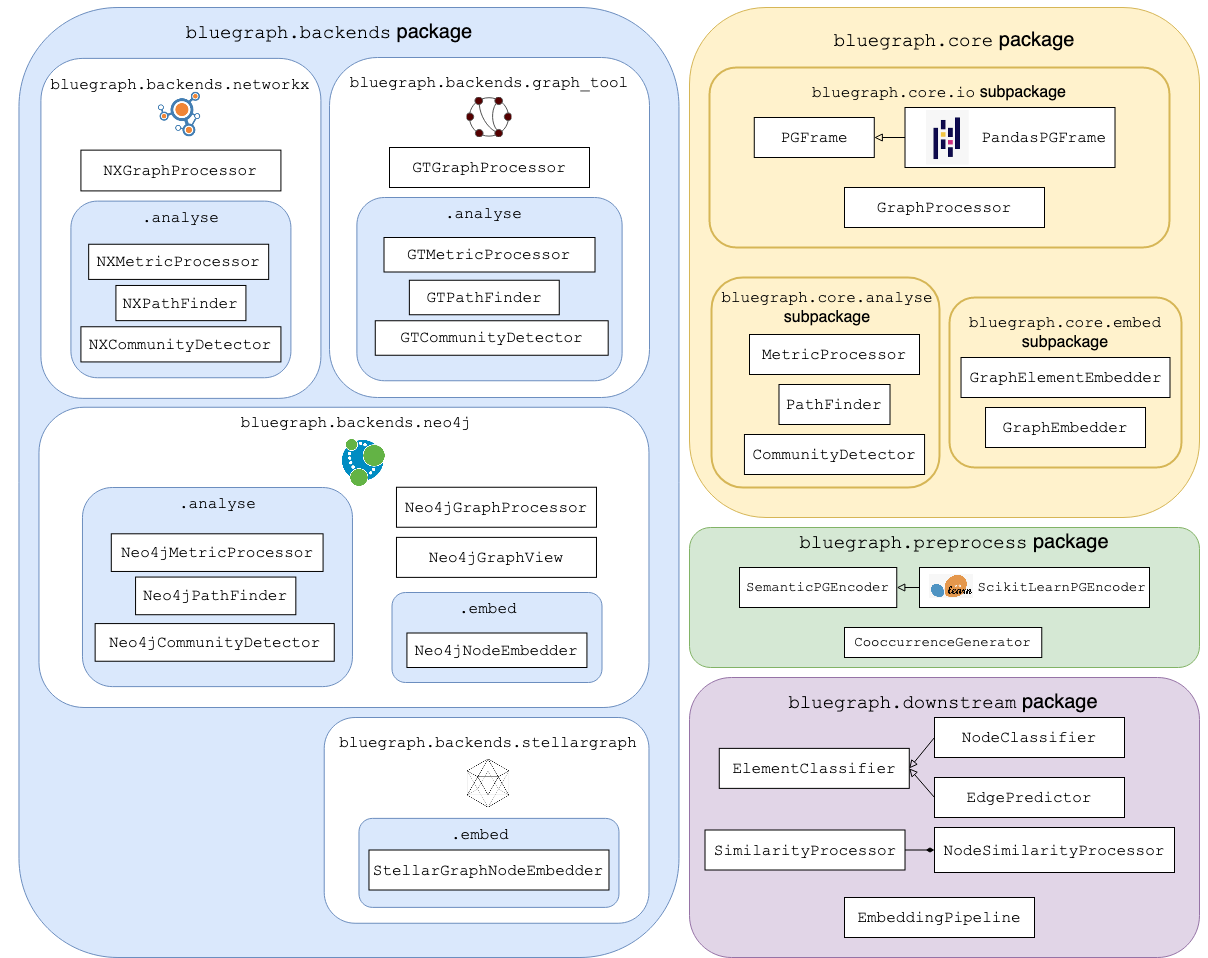 bluegraph.backends package
bluegraph.backends.networkx
NXGraphProcessor
.analyse
NXMetricProcessor
NXPathFinder
NXCommunityDetector
bluegraph.backends.graph_tool
GTGraphProcessor
.analyse
GTMetricProcessor
GTPathFinder
GTCommunityDetector
bluegraph.backends.neo4j
.analyse
Neo4jMetricProcessor
Neo4jPathFinder
Neo4jCommunityDetector
Neo4jGraphProcessor
Neo4jGraphView
.embed
Neo4jNodeEmbedder
bluegraph.backends.stellargraph
.embed
StellarGraphNodeEmbedder
bluegraph.core package
bluegraph.core.io subpackage
PGFrame
PandasPGFrame
GraphProcessor
bluegraph.core.analyse
subpackage
MetricProcessor
PathFinder
CommunityDetector
bluegraph.core.embed
subpackage
GraphElementEmbedder
GraphEmbedder
bluegraph.preprocess package
SemanticPGEncoder
learn
ScikitLearnPGEncoder
CooccurrenceGenerator
bluegraph.downstream package
NodeClassifier
ElementClassifier
EdgePredictor
SimilarityProcessor
NodeSimilarityProcessor
EmbeddingPipeline